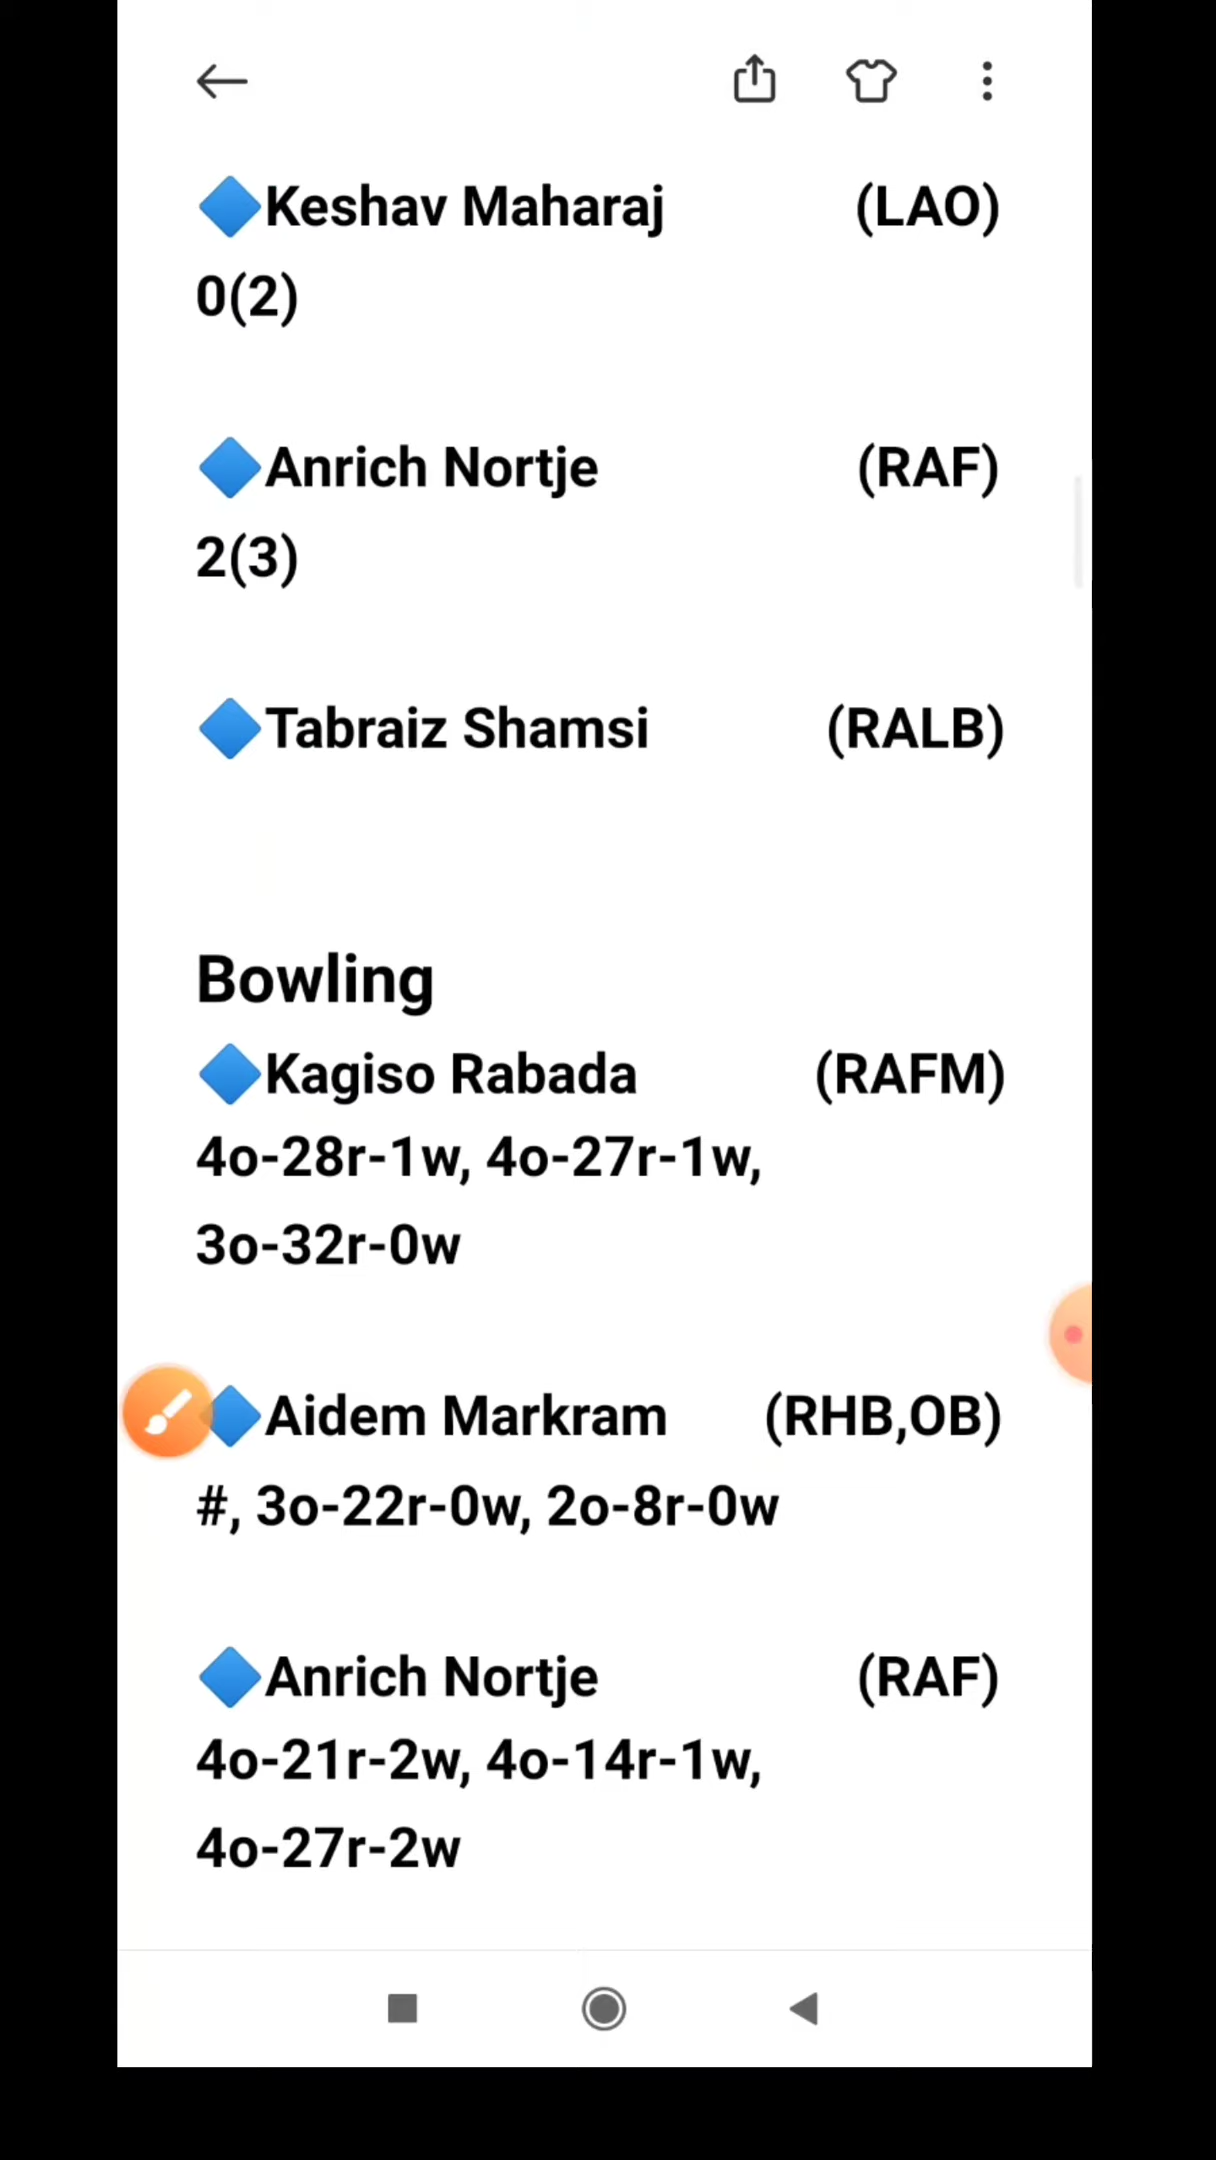 🔷Keshav Maharaj (LAO)
0(2)
🔷Anrich Nortje (RAF)
2(3)
🔷Tabraiz Shamsi (RALB)
Bowling
🔷Kagiso Rabada (RAFM)
4o-28r-1w, 4o-27r-1w,
3o-32r-0w
🔷Aidem Markram (RHB,OB)
#, 3o-22r-0w, 2o-8r-0w
🔷Anrich Nortje (RAF)
4o-21r-2w, 4o-14r-1w,
4o-27r-2w